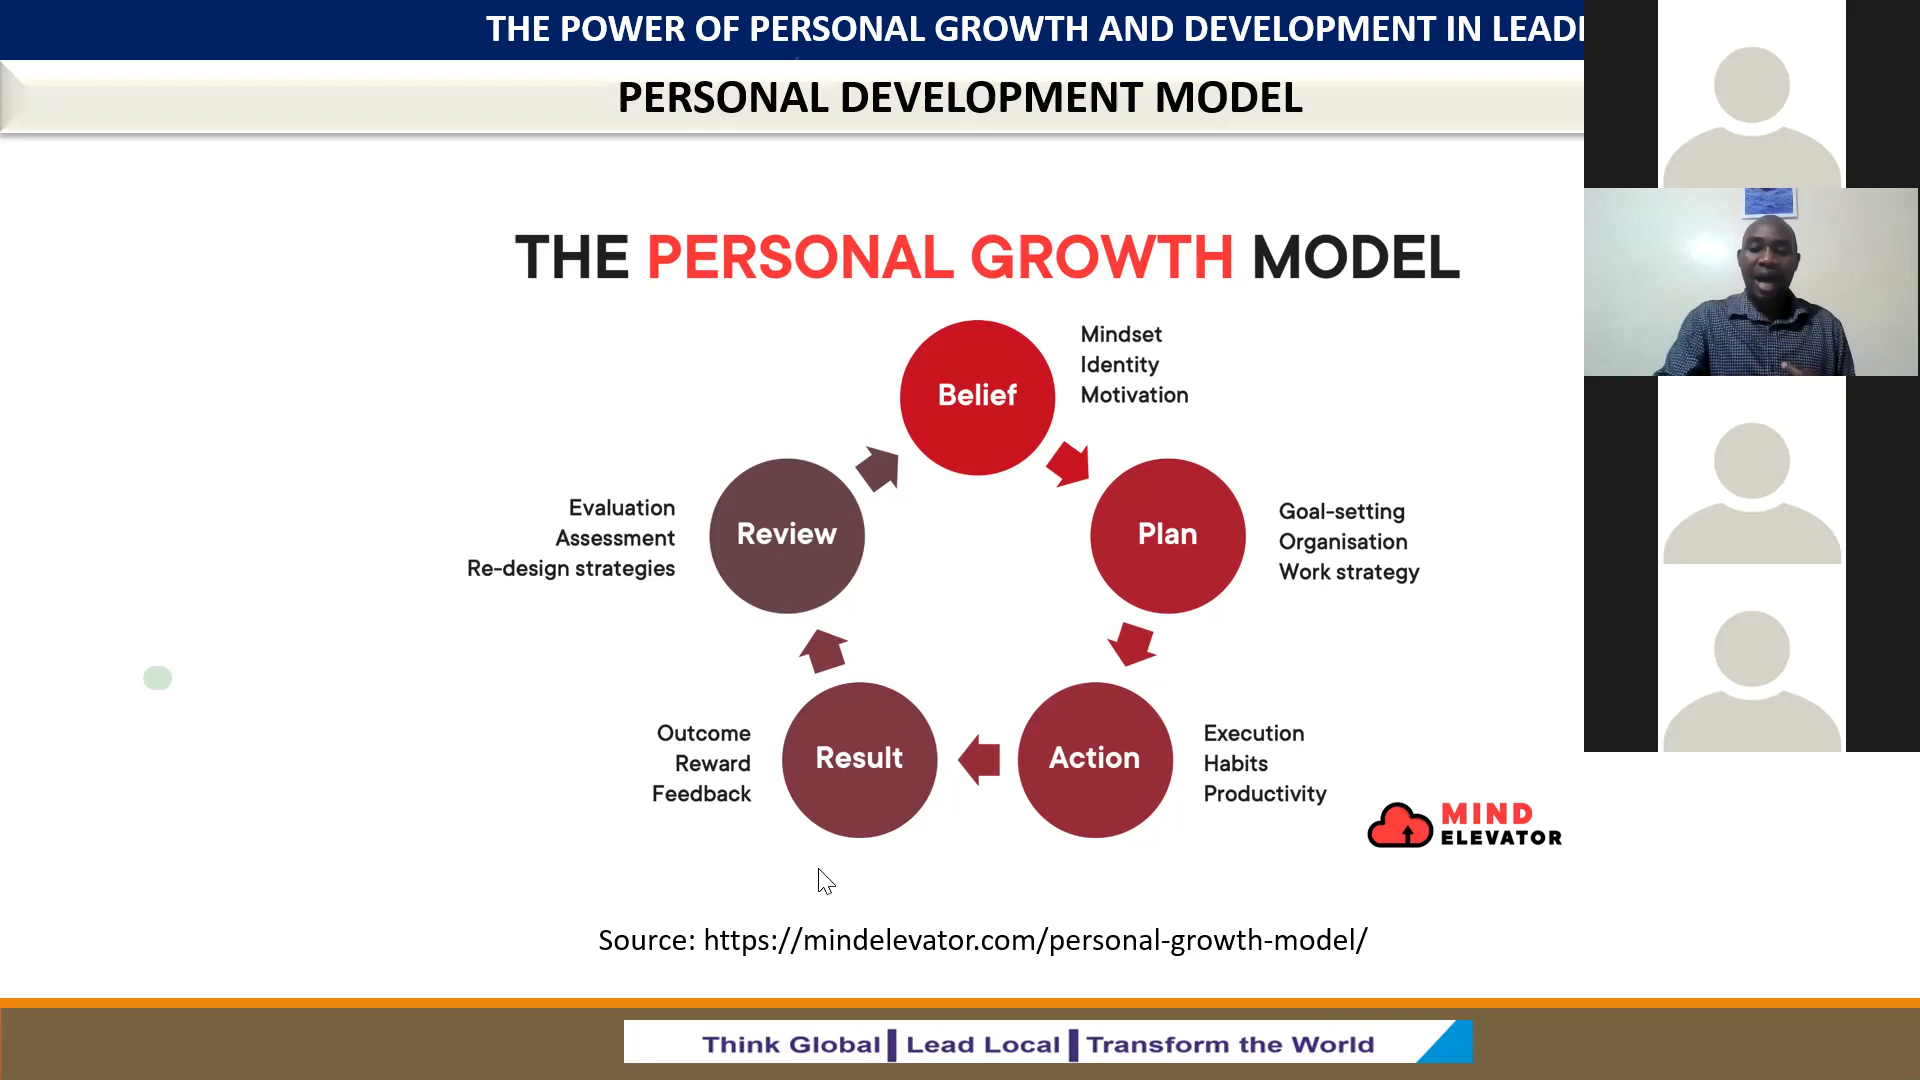 THE POWER OF PERSONAL GROWTH AND DEVELOPMENT IN
PERSONAL DEVELOPMENT MODEL
THE PERSONAL GROWTH MODEL
Belief
Mindset
Identity
Motivation
Plan
Goal-setting
Organisation
Work strategy
Action
Execution
Habits
Productivity
Result
Outcome
Reward
Feedback
Review
Evaluation
Assessment
Re-design strategies
MIND
ELEVATOR
Source: https://mindelevator.com/personal-growth-model/
Think Global Lead Local Transform the World